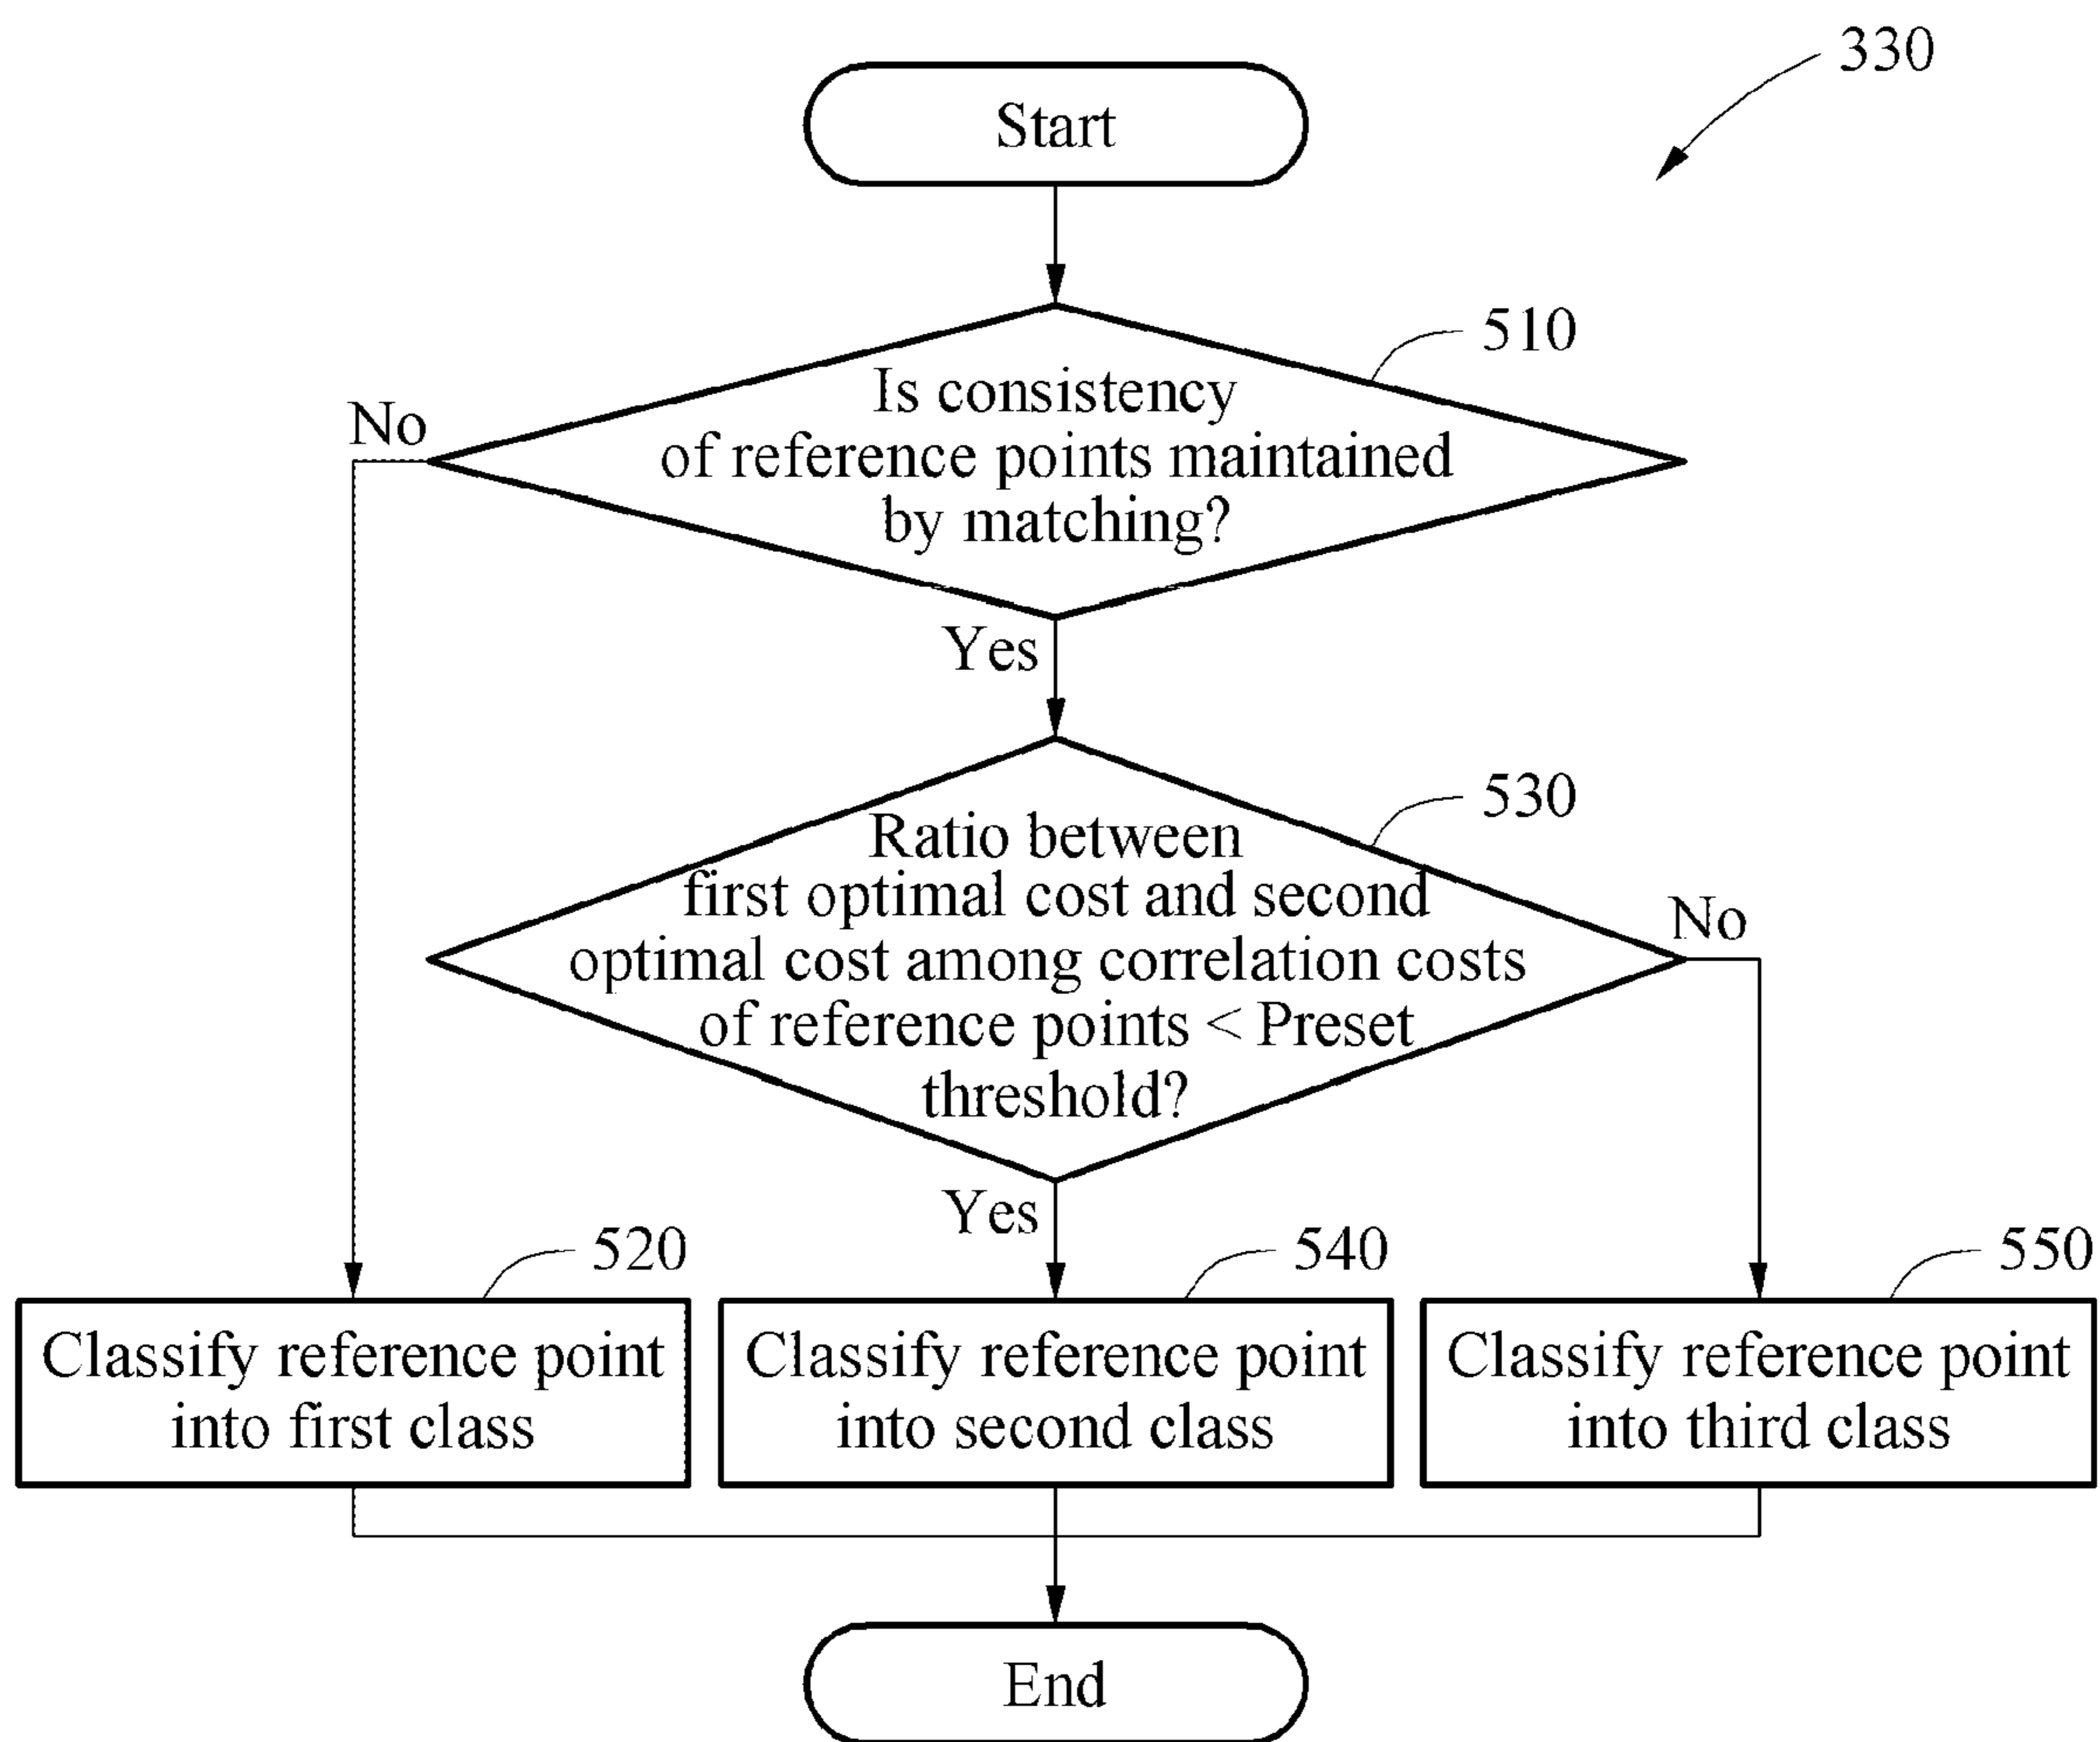 330
Start
510
Is consistency
of reference points maintained
by matching?
No
Yes
530
Ratio between
first optimal cost and second
optimal cost among correlation costs
of reference points < Preset
threshold?
No
Yes
520
540
550
Classify reference point
into first class
Classify reference point
into second class
Classify reference point
into third class
End